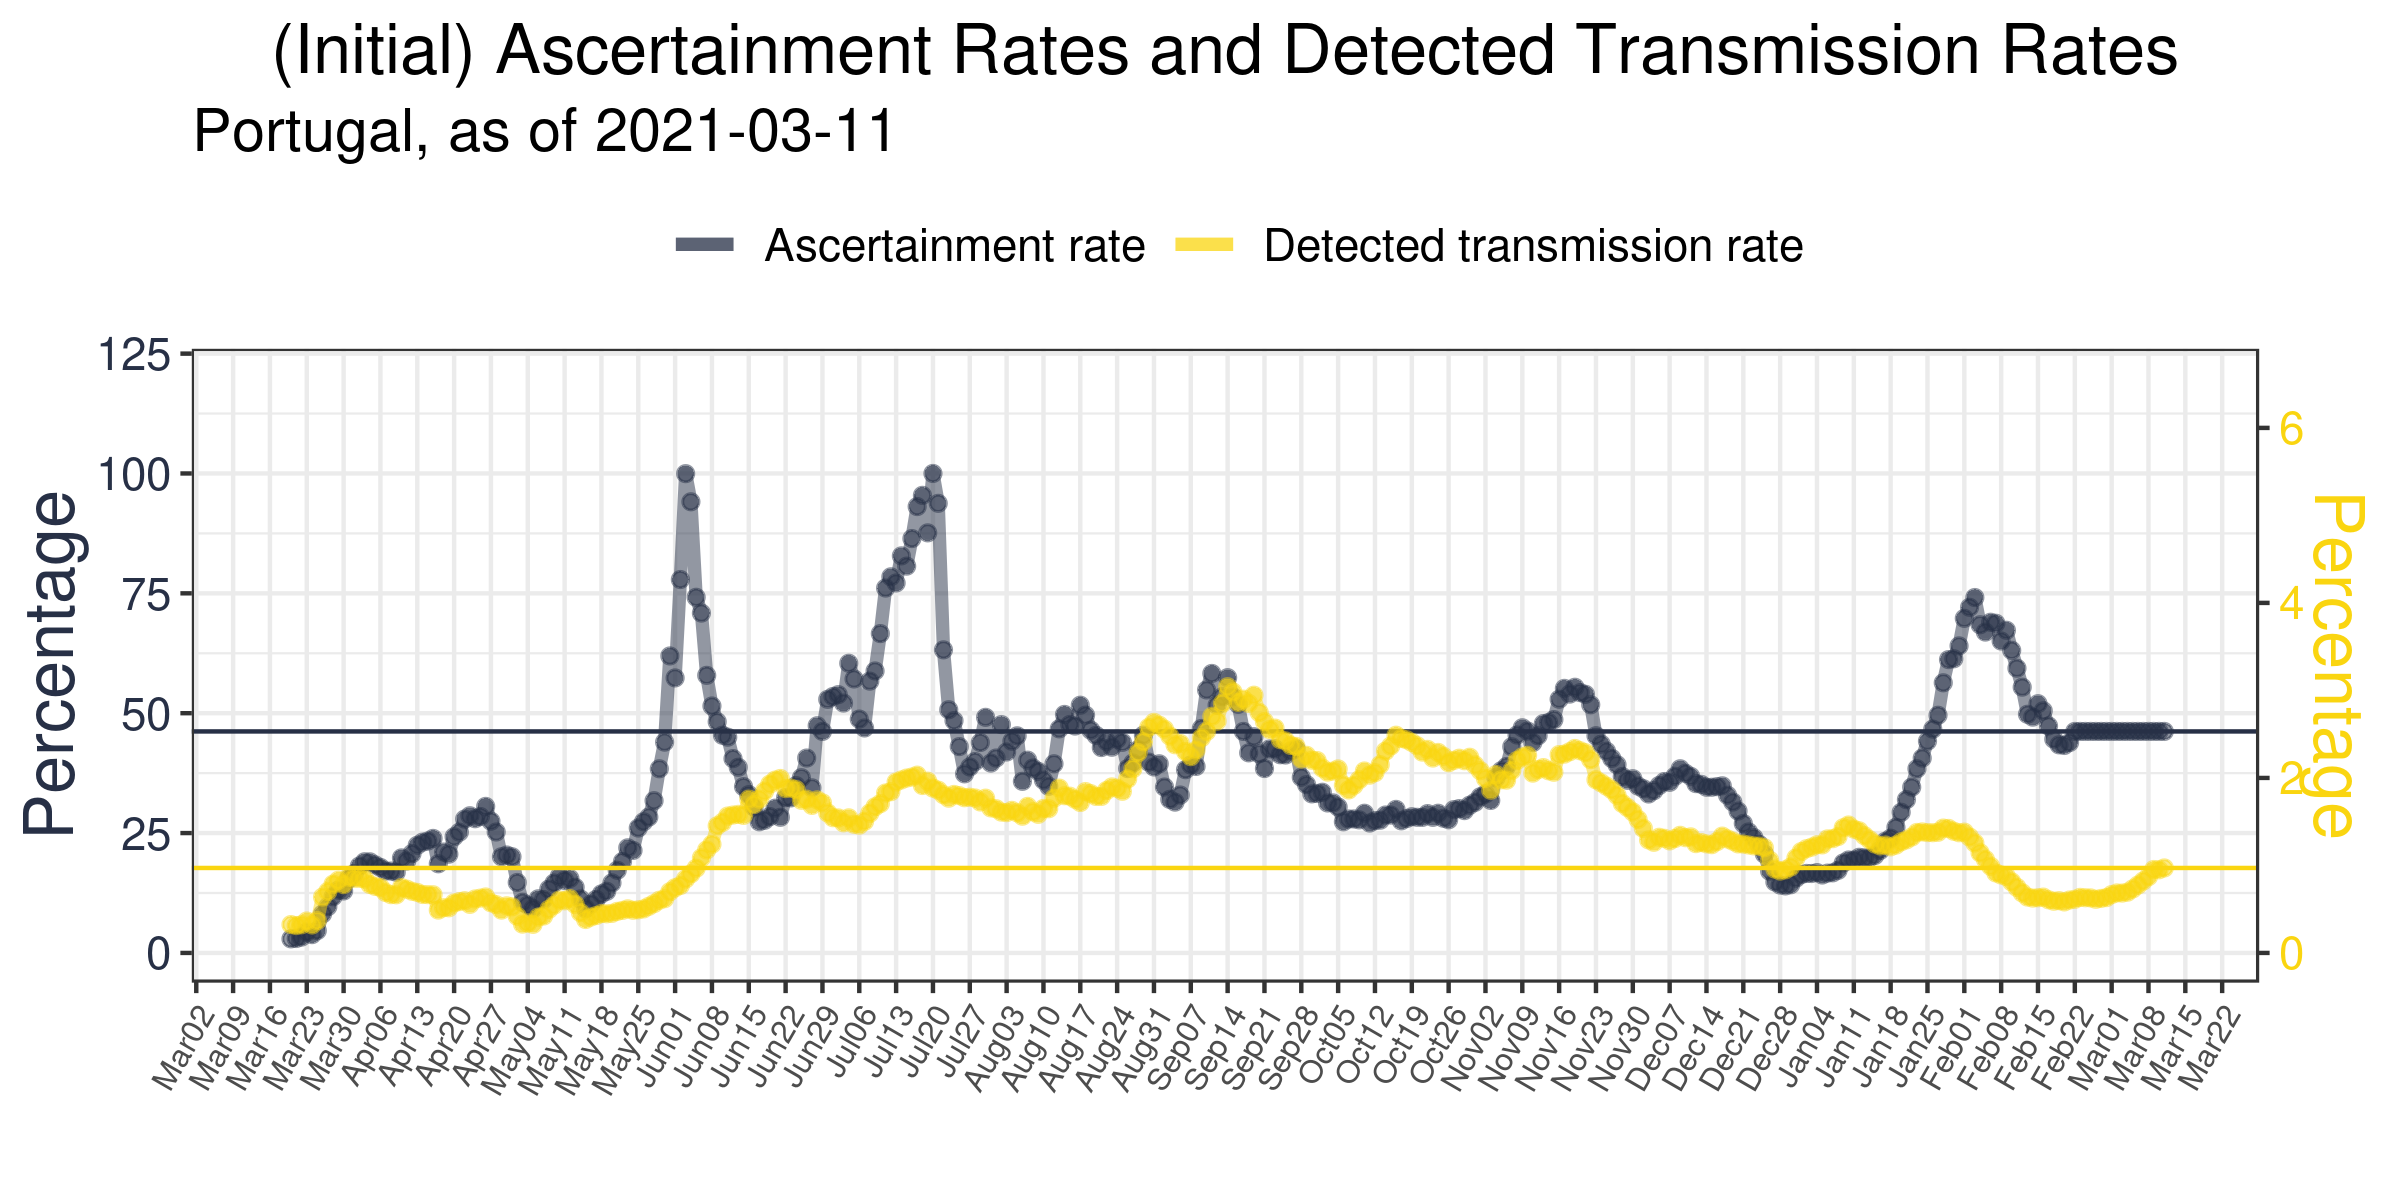 (Initial) Ascertainment Rates and Detected Transmission Rates
Portugal, as of 2021-03-11
Ascertainment rate Detected transmission rate
Percentage
125
100
75
50
25
0
6
4
2
0
Percentage
Mar02 Mar09 Mar16 Mar23 Mar30 Apr06 Apr13 Apr20 Apr27 May04 May11 May18 May25 Jun01 Jun08 Jun15 Jun22 Jun29 Jul06 Jul13 Jul20 Jul27 Aug03 Aug10 Aug17 Aug24 Aug31 Sep07 Sep14 Sep21 Sep28 Oct05 Oct12 Oct19 Oct26 Nov02 Nov09 Nov16 Nov23 Nov30 Dec07 Dec14 Dec21 Dec28 Jan04 Jan11 Jan18 Jan25 Feb01 Feb08 Feb15 Feb22 Mar01 Mar08 Mar15 Mar22